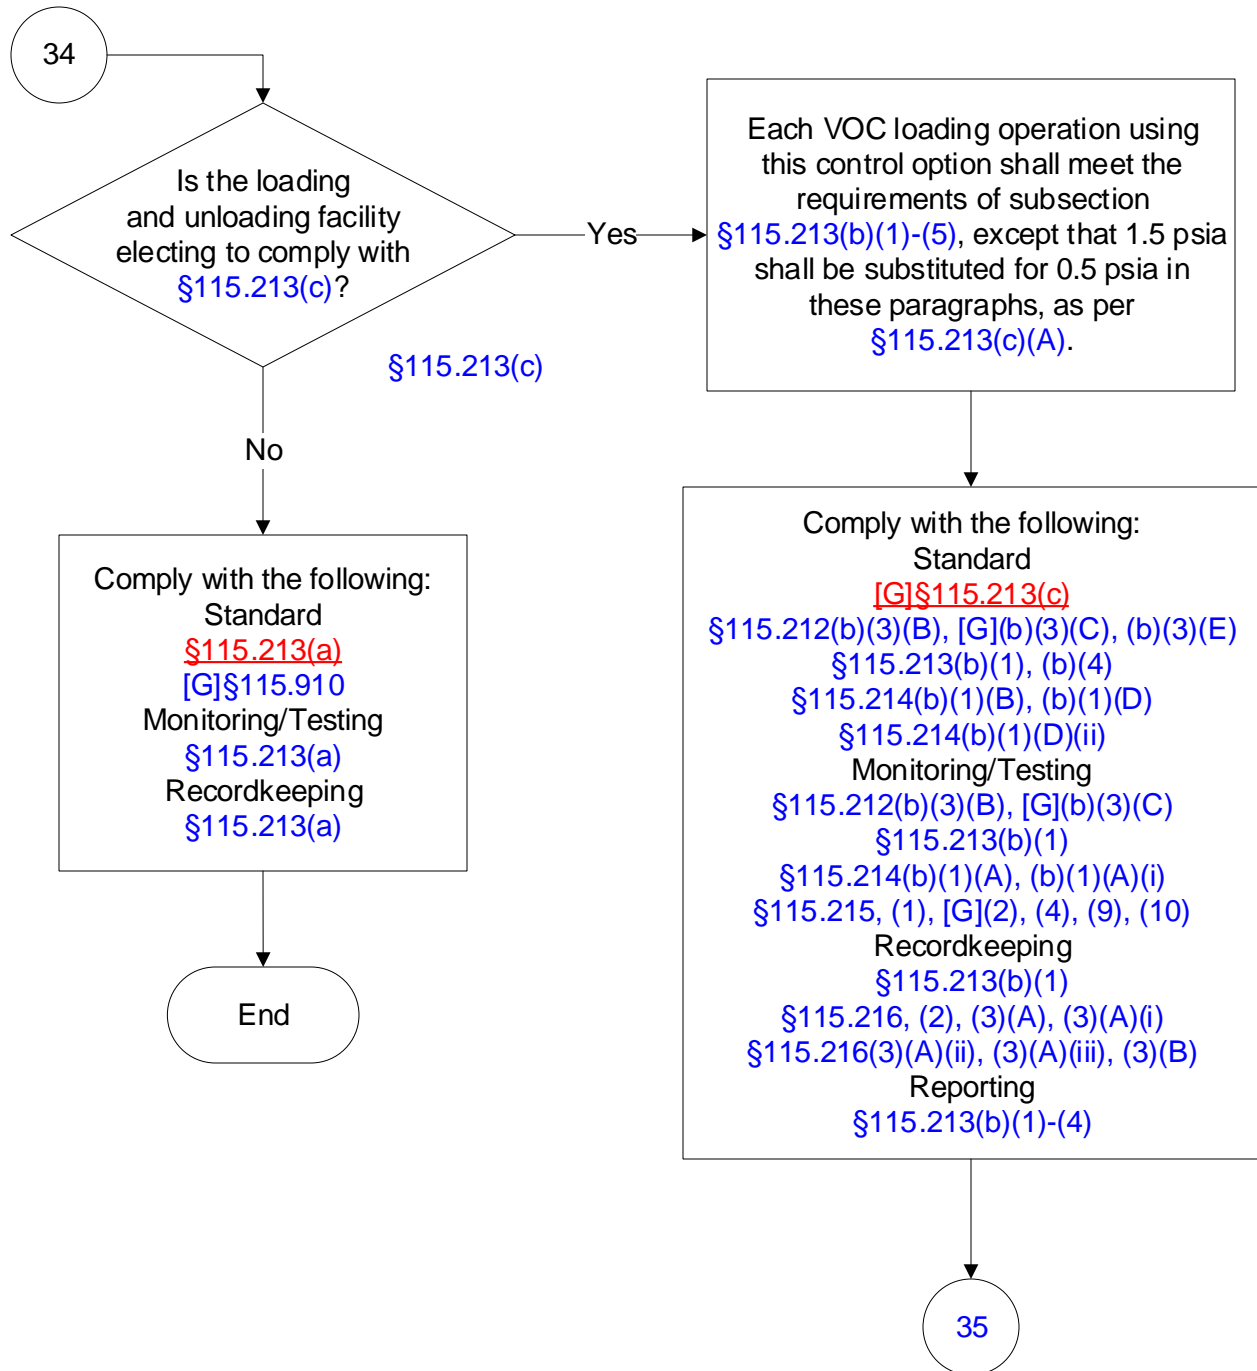 34
Is the loading
and unloading facility
electing to comply with
§115.213(c)?
§115.213(c)
Yes
Each VOC loading operation using
this control option shall meet the
requirements of subsection
§115.213(b)(1)-(5), except that 1.5 psia
shall be substituted for 0.5 psia in
these paragraphs, as per
§115.213(c)(A).
No
Comply with the following:
Standard
§115.213(a)
[G]§115.910
Monitoring/Testing
§115.213(a)
Recordkeeping
§115.213(a)
End
Comply with the following:
Standard
[G]§115.213(c)
§115.212(b)(3)(B), [G](b)(3)(C), (b)(3)(E)
§115.213(b)(1), (b)(4)
§115.214(b)(1)(B), (b)(1)(D)
§115.214(b)(1)(D)(ii)
Monitoring/Testing
§115.212(b)(3)(B), [G](b)(3)(C)
§115.213(b)(1)
§115.214(b)(1)(A), (b)(1)(A)(i)
§115.215, (1), [G](2), (4), (9), (10)
Recordkeeping
§115.213(b)(1)
§115.216, (2), (3)(A), (3)(A)(i)
§115.216(3)(A)(ii), (3)(A)(iii), (3)(B)
Reporting
§115.213(b)(1)-(4)
35